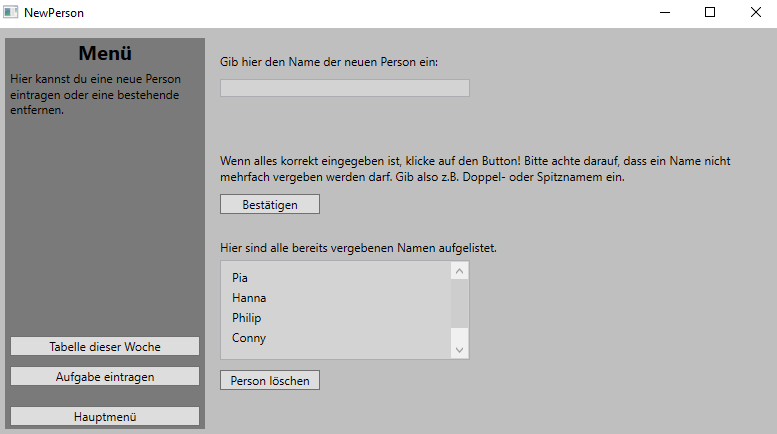 NewPerson
Menü
Hier kannst du eine neue Person
eintragen oder eine bestehende
entfernen.
Tabelle dieser Woche
Aufgabe eintragen
Hauptmenü
Gib hier den Name der neuen Person ein:
Wenn alles korrekt eingegeben ist, klicke auf den Button! Bitte achte darauf, dass ein Name nicht
mehrfach vergeben werden darf. Gib also z.B. Doppel- oder Spitznamem ein.
Bestätigen
Hier sind alle bereits vergebenen Namen aufgelistet.
Pia
Hanna
Philip
Conny
Person löschen